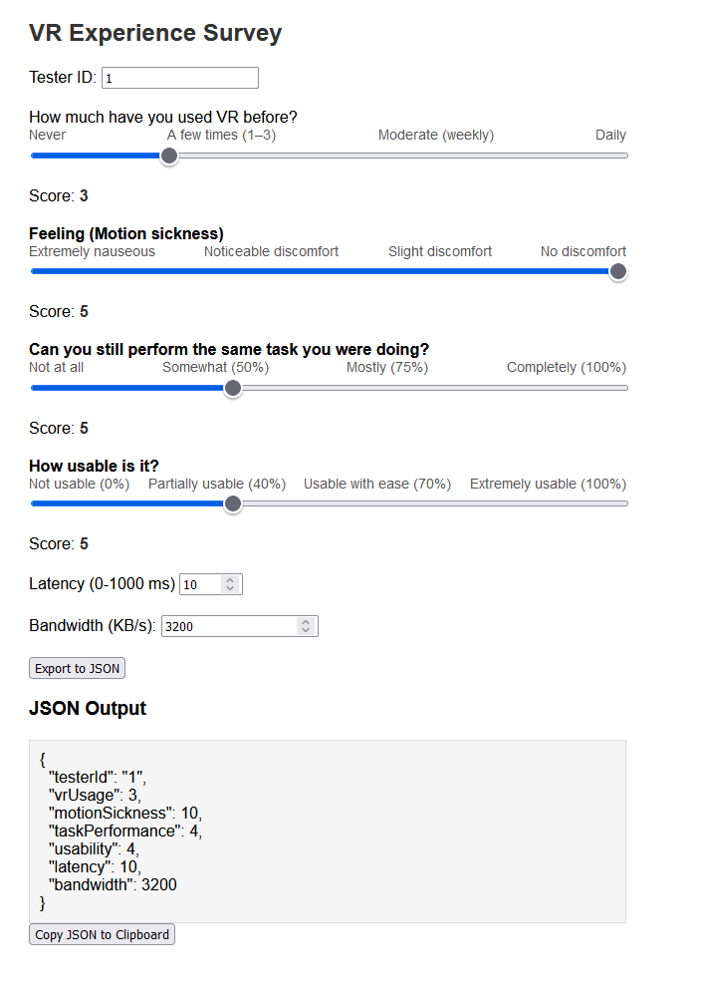 VR Experience Survey
Tester ID: 1
How much have you used VR before?
Never A few times (1–3) Moderate (weekly) Daily
Score: 3
Feeling (Motion sickness)
Extremely nauseous Noticeable discomfort Slight discomfort No discomfort
Score: 5
Can you still perform the same task you were doing?
Not at all Somewhat (50%) Mostly (75%) Completely (100%)
Score: 5
How usable is it?
Not usable (0%) Partially usable (40%) Usable with ease (70%) Extremely usable (100%)
Score: 5
Latency (0-1000 ms) 10
Bandwidth (KB/s): 3200
Export to JSON
JSON Output
{
"testerId": "1",
"vrUsage": 3,
"motionSickness": 10,
"taskPerformance": 4,
"usability": 4,
"latency": 10,
"bandwidth": 3200
}
Copy JSON to Clipboard